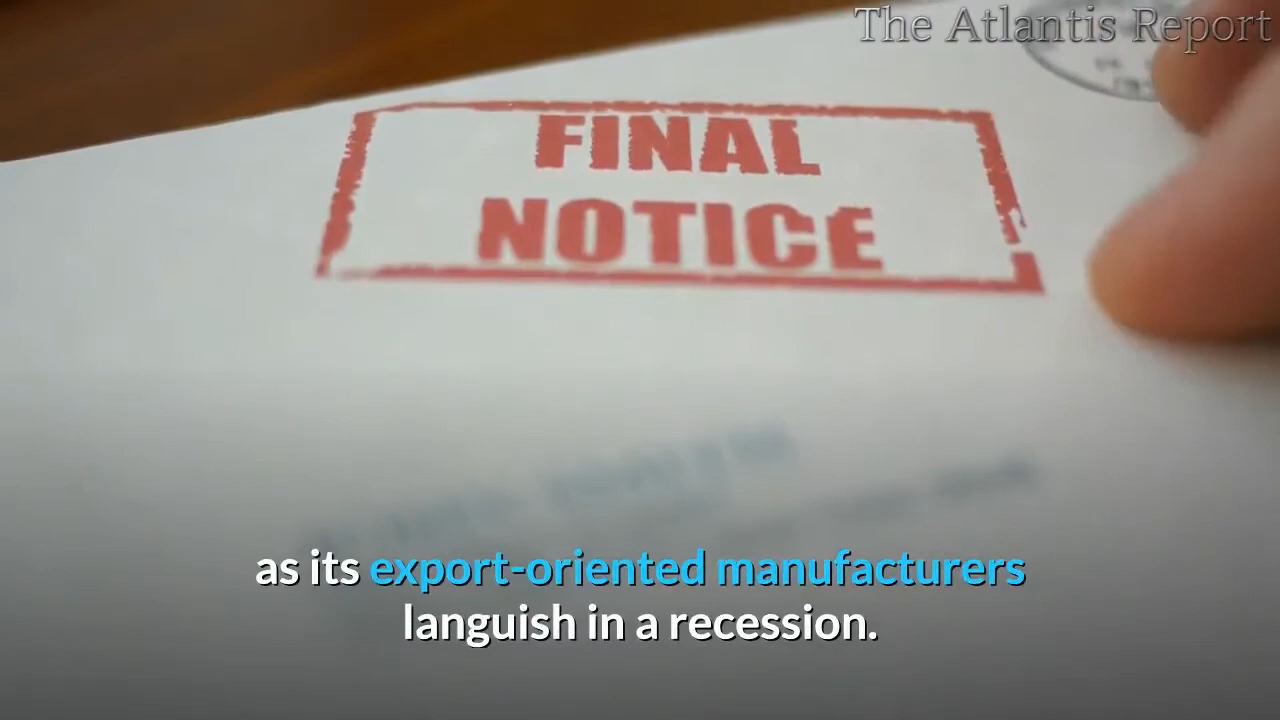 The Atlantis Report
FINAL
NOTICE
as its export-oriented manufacturers
languish in a recession.